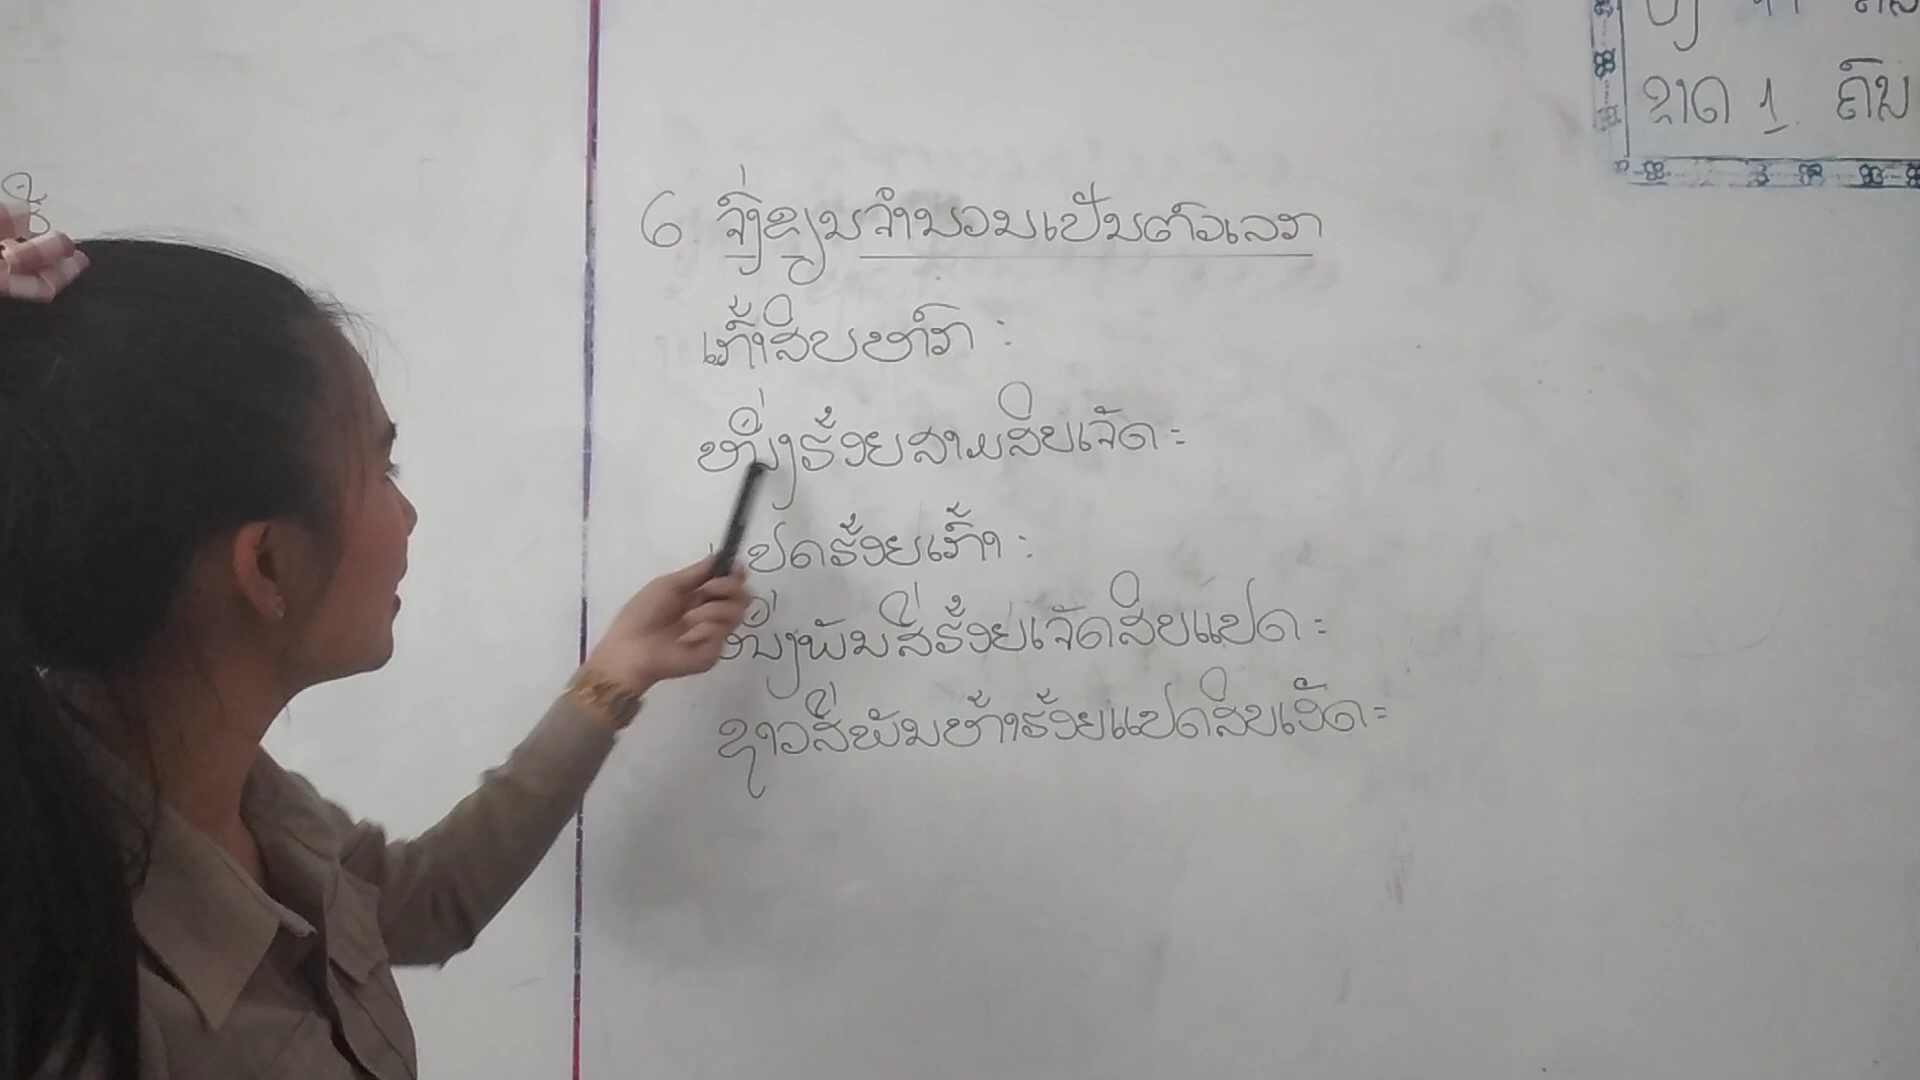 6 ຈົ່ງຂຽນຈຳນວນເປັນຕົວເລກ
ເກົ້າສິບຫົກ :
ໜຶ່ງຮ້ອຍສາມສິບເຈັດ =
ແປດຮ້ອຍເກົ້າ :
ໜຶ່ງພັນສີ່ຮ້ອຍເຈັດສິບແປດ =
ຊາວສີ່ພັນຫ້າຮ້ອຍແປດສິບເອັດ =
ຂາດ 1 ຄົນ